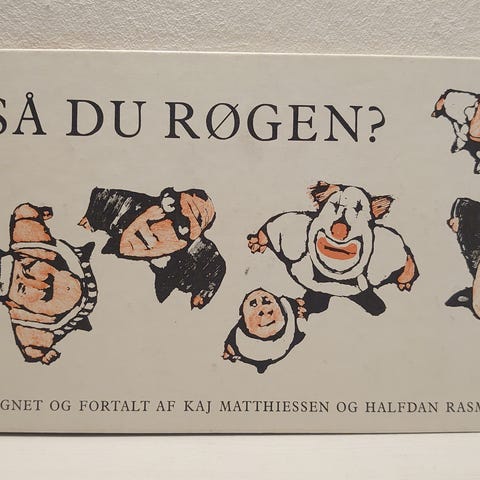 SÅ DU RØGEN?
GNET OG FORTALT AF KAJ MATTHIESSEN OG HALFDAN RASM